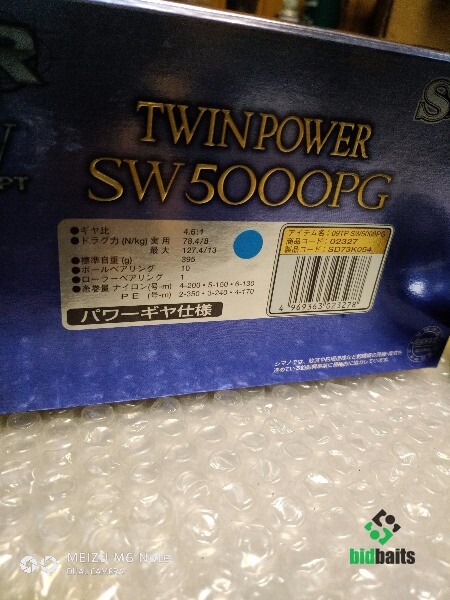 TWINPOWER
SW5000PG
●ギヤ比 4.6:1
●ドラグ力 (N/kg) 実用 78.4/8
最大 127.4/13
●標準自重(g) 395
●ボールベアリング 10
●ローラーベアリング 1
●糸巻量 ナイロン(号-m) 4-200・5-160・6-135
PE (号-m) 2-350・3-240・4-170
パワーギヤ仕様
アイテム名:09TP SW5000PG
商品コード:02327
製品コード:SD73K054
4 969363 023278
MEIZU M6 Note
DUAL CAMERA
bidbaits